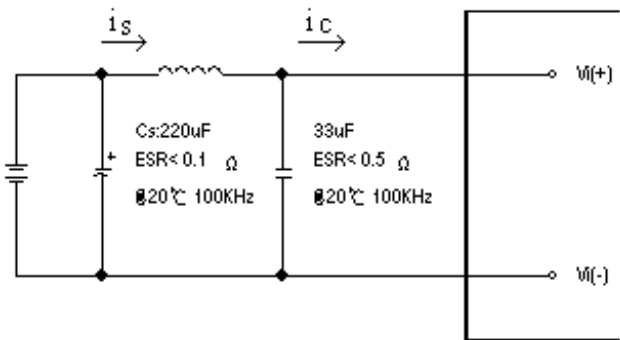 is
ic
Vi(+)
Cs:220uF
ESR< 0.1 Ω
@20℃ 100KHz
33uF
ESR< 0.5 Ω
@20℃ 100KHz
+
Vi(-)